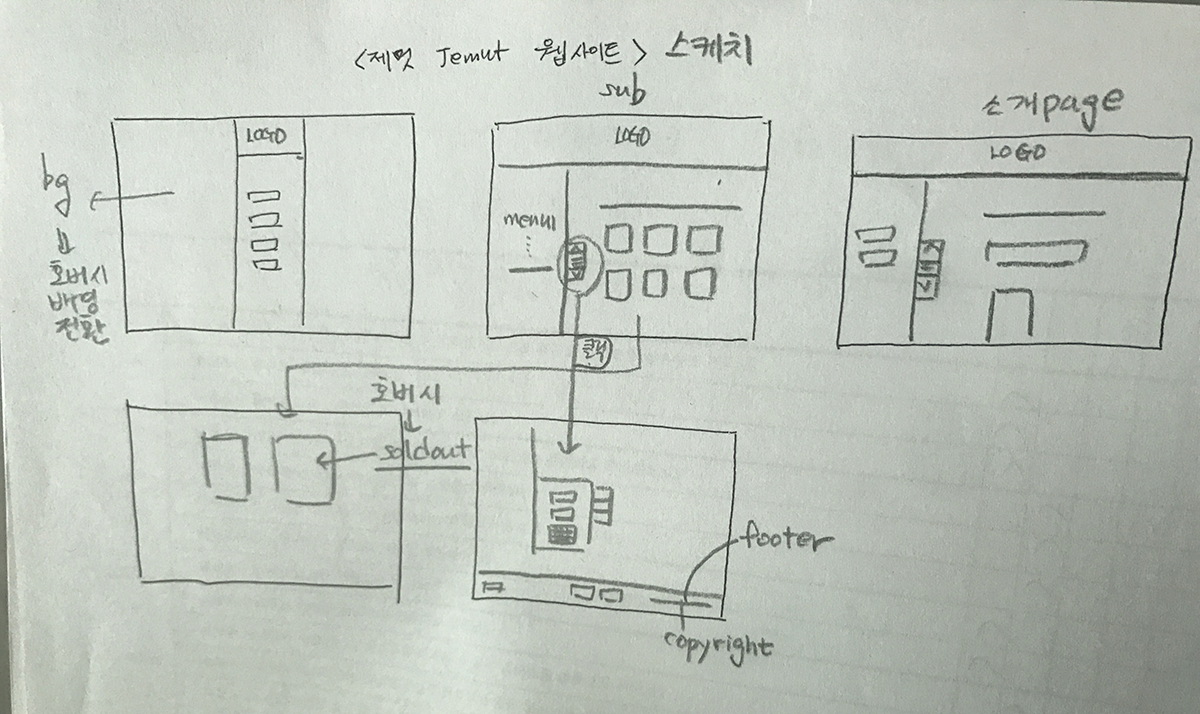 <제멋 Jemut 웹사이트> 스케치
sub
소개page
LOGO
LOGO
LOGO
bg
호버시
배경
전환
menu
클릭
호버시
soldout
footer
copyright